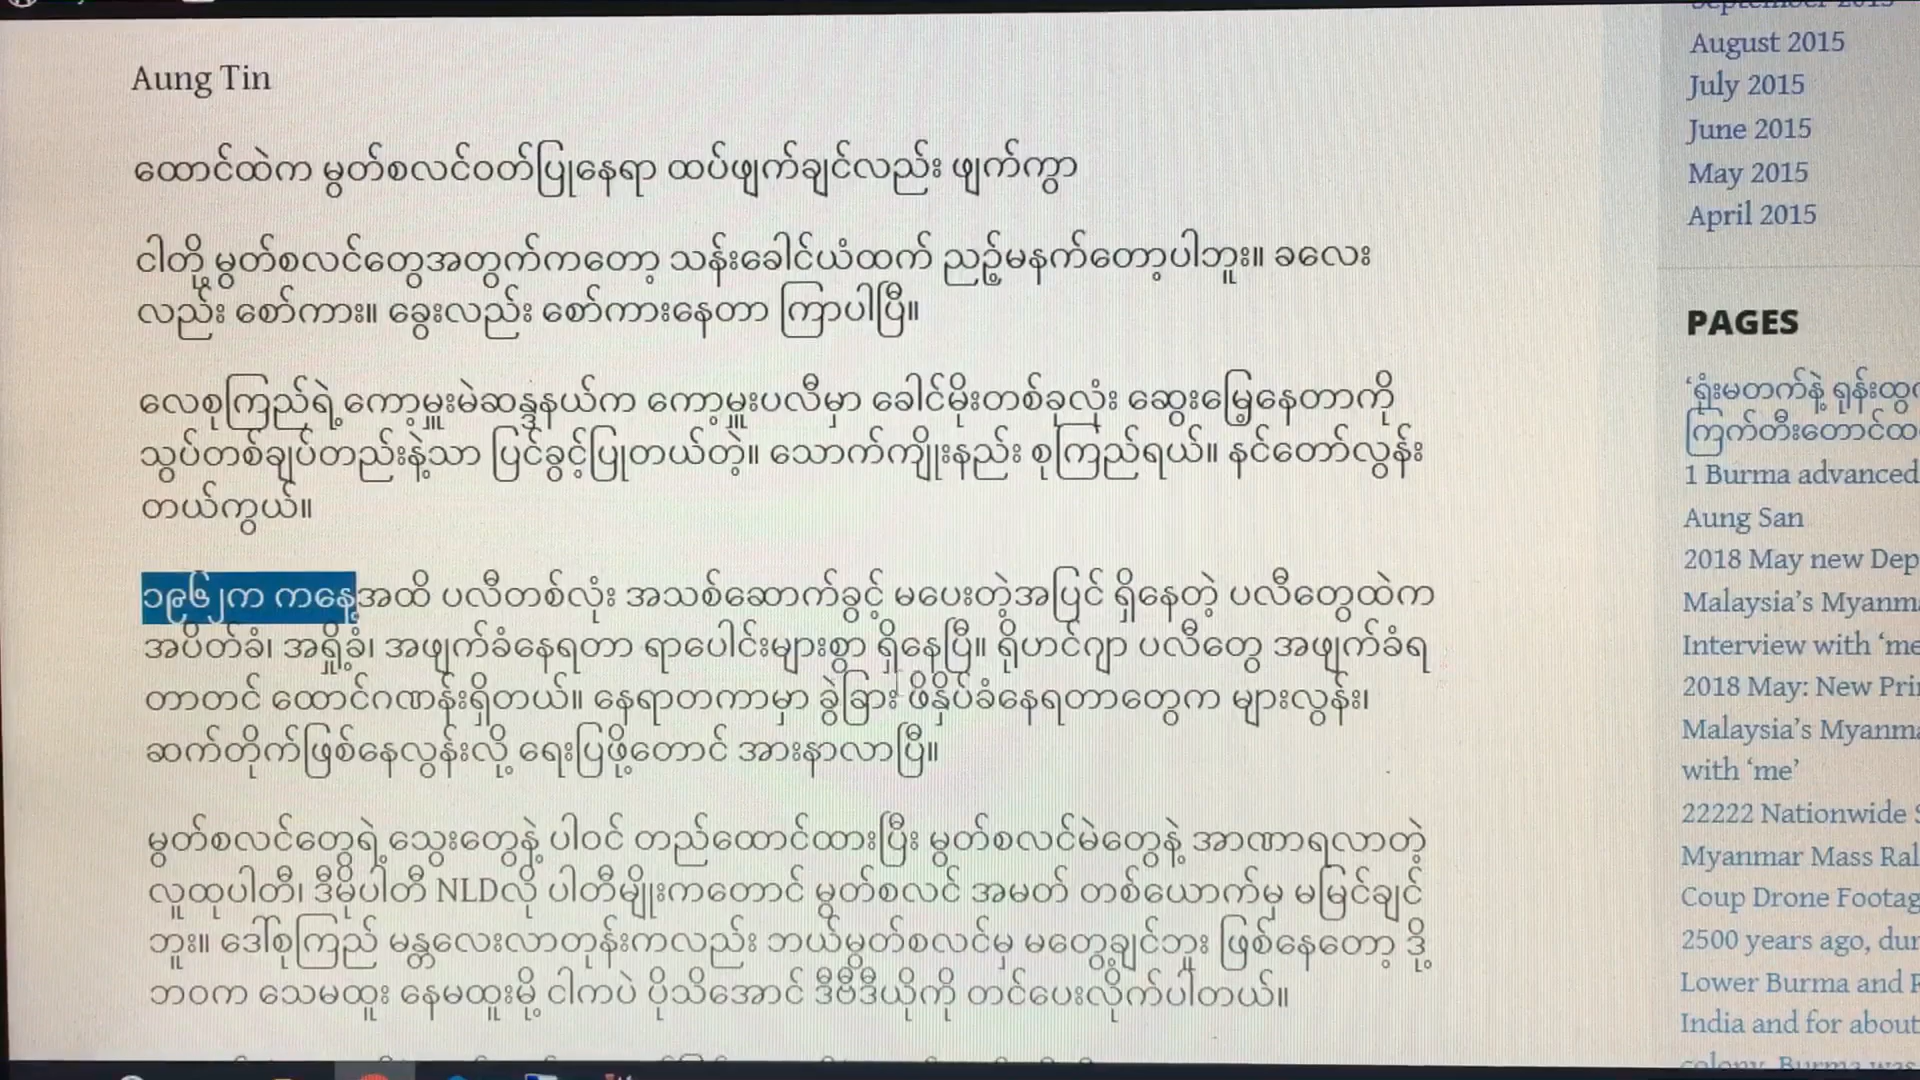 Aung Tin
ထောင်ထဲက မွတ်စလင်ဝတ်ပြုနေရာ ထပ်ဖျက်ချင်လည်း ဖျက်ကွာ
ငါတို့ မွတ်စလင်တွေအတွက်ကတော့ သန်းခေါင်ယံထက် ညဉ့်မနက်တော့ပါဘူး။ ခလေး
လည်း စော်ကား။ ခွေးလည်း စော်ကားနေတာ ကြာပါပြီ။
လေစုကြည်ရဲ့ ကော့မှူးမဲဆန္ဒနယ်က ကော့မှူးပလီမှာ ခေါင်မိုးတစ်ခုလုံး ဆွေးမြွေ့နေတာကို
သွပ်တစ်ချပ်တည်းနဲ့သာ ပြင်ခွင့်ပြုတယ်တဲ့။ သောက်ကျိုးနည်း စုကြည်ရယ်။ နင်တော်လွန်း
တယ်ကွယ်။
၁၉၆၂က ကနေ့အထိ ပလီတစ်လုံး အသစ်ဆောက်ခွင့် မပေးတဲ့အပြင် ရှိနေတဲ့ ပလီတွေထဲက
အပိတ်ခံ၊ အရှို့ခံ၊ အဖျက်ခံနေရတာ ရာပေါင်းများစွာ ရှိနေပြီ။ ရိုဟင်ဂျာ ပလီတွေ အဖျက်ခံရ
တာတင် ထောင်ဂဏန်းရှိတယ်။ နေရာတကာမှာ ခွဲခြား ဖိနှိပ်ခံနေရတာတွေက များလွန်း၊
ဆက်တိုက်ဖြစ်နေလွန်းလို့ ရေးပြဖို့တောင် အားနာလာပြီ။
မွတ်စလင်တွေရဲ့ သွေးတွေနဲ့ ပါဝင် တည်ထောင်ထားပြီး မွတ်စလင်မဲတွေနဲ့ အာဏာရလာတဲ့
လူထုပါတီ၊ ဒီမိုပါတီ NLDလို ပါတီမျိုးကတောင် မွတ်စလင် အမတ် တစ်ယောက်မှ မမြင်ချင်
ဘူး။ ဒေါ်စုကြည် မန္တလေးလာတုန်းကလည်း ဘယ်မွတ်စလင်မှ မတွေ့ချင်ဘူး ဖြစ်နေတော့ ဒို့
ဘဝက သေမထူး နေမထူးမို့ ငါကပဲ ပိုသိအောင် ဒီဗီဒီယိုကို တင်ပေးလိုက်ပါတယ်။
September 2015
August 2015
July 2015
June 2015
May 2015
April 2015
PAGES
‘ရုံးမတက်နဲ့ ရုန်းထွက်
ကြက်တီးတောင်ထ
1 Burma advanced
Aung San
2018 May new Dep
Malaysia’s Myanma
Interview with ‘me
2018 May: New Pri
Malaysia’s Myanma
with ‘me’
22222 Nationwide S
Myanmar Mass Ral
Coup Drone Footag
2500 years ago, dur
Lower Burma and
India and for about
colony, Burma was